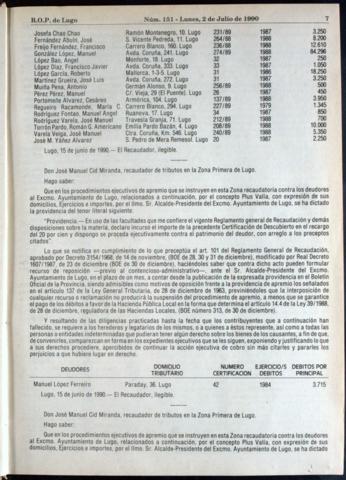 B.O.P. de Lugo Núm. 151 - Lunes, 2 de Julio de 1990 7
Josefa Chao Chao Ramón Montenegro, 10. Lugo 231/89 1987 3.250
Fernández Abuín, José S. Vicente Pedreda, 11. Lugo 264/88 1988 8.200
Freijo Fernández, Francisco Carrero Blanco, 160. Lugo 236/88 1988 12.610
González López, Manuel Avda. Coruña, 241. Lugo 274/89 1988 84.296
López Bao, Angel Monforte, 18. Lugo 32 1987 250
López Díaz, Francisco Javier Avda. Coruña, 333. Lugo 33 1987 1.050
López García, Roberto Mallorca, 1-3-5. Lugo 31 1986 18.250
Martínez Grueira, José Luis Avda. Coruña, 272. Lugo 31 1987 3.250
Muiña Pena, Antonio Germán Alonso, 9. Lugo 256/89 1988 500
Pérez Pérez, Manuel C/. Vieja, 29 (El Puente). Lugo 26 1987 450
Portomeñe Alvarez, Cesáreo Armórica, 104. Lugo 137/89 1988 3.950
Regueiro Racamonde, María C. Carrero Blanco, 294. Lugo 227/89 1979 1.345
Rodríguez Fontao, Manuel Angel Ruanova, 17. Lugo 34 1987 850
Rodríguez Varela, José Manuel Travesía Granja, 71. Lugo 212/89 1988 700
Torrón Pardo, Román G. Americano Emilia Pardo Bazán, 4. Lugo 208/89 1988 10.000
Varela Veiga, José Manuel Ctra. Coruña, Km. 546. Lugo 240/89 1988 5.350
José M. Yáñez Alvarez S. Pedro de Mera Remesol. Lugo 20 1987 2.250
Lugo, 15 de junio de 1990.— El Recaudador, ilegible.
Don José Manuel Cid Miranda, recaudador de tributos en la Zona Primera de Lugo.
Hago saber:
Que en los procedimientos ejecutivos de apremio que se instruyen en esta Zona recaudatoria contra los deudores
al Excmo. Ayuntamiento de Lugo, relacionados a continuación, por el concepto Plus Valía, con expresión de sus
domicilios, Ejercicios e importes, por el Ilmo. Sr. Alcalde-Presidente del Excmo. Ayuntamiento de Lugo, se ha dictado
la previdencia del tenor literal siguiente:
"Providencia.— En uso de las facultades que me confiere el vigente Reglamento general de Recaudación y demás
disposiciones sobre la materia, declaro incurso el importe de la precedente Certificación de Descubierto en el recargo
del 20 por cien y dispongo se proceda ejecutivamente contra el patrimonio del deudor, con arreglo a los preceptos
citados".
Lo que se notifica en cumplimiento de lo que preceptúa el art. 101 del Reglamento General de Recaudación,
aprobado por Decreto 3154/1968, de 14 de noviembre, (BOE de 28, 30 y 31 de diciembre), modificado por Real Decreto
1607/1987, de 23 de diciembre (BOE de 30 de diciembre), haciéndoles saber que contra dicho acto pueden formular
recurso de reposición —previo al contencioso-administrativo—, ante el Sr. Alcalde-Presidente del Excmo.
Ayuntamiento de Lugo, en el plazo de un mes, a contar desde la publicación de la expresada providencia en el Boletín
Oficial de la Provincia, siendo admisibles como motivos de oposición frente a la providencia de apremio los señalados
en el artículo 137 de la Ley General Tributaria, de 28 de diciembre de 1963, previniéndoles que la interposición de
cualquier recurso o reclamación no producirá la suspensión del procedimiento de apremio, a menos que se garantice
el pago de los débitos a favor de la Hacienda Pública Local en la forma que determina el artículo 14.4 de la Ley 39/1988,
de 28 de diciembre, reguladora de las Haciendas Locales, (BOE número 313, de 30 de diciembre).
Y resultando de las diligencias practicadas hasta la fecha que los contribuyentes que a continuación han
fallecido, se requiere a los herederos y legatarios de los mismos, o a quienes a éstos represente, así como a todas las
personas o entidades indeterminadas que pudieran tener algún derecho sobre los bienes de los causantes, a fin de que,
de convenirles, comparezcan en forma en los expedientes ejecutivos que se les siguen, exponiendo y justificando lo que
a sus derechos procediere, apercibidos de continuar la acción ejecutiva de cobro sin más citarles y pararles los
perjuicios a que hubiere lugar en derecho.
DEUDORES DOMICILIO TRIBUTARIO NUMERO CERTIFICACION EJERCICIO/S DEBITOS DEBITOS POR PRINCIPAL
Manuel López Ferreiro Paraday, 36. Lugo 42 1984 3.715
Lugo, 15 de junio de 1990.— El Recaudador, ilegible.
Don José Manuel Cid Miranda, recaudador de tributos en la Zona Primera de Lugo.
Hago saber:
Que en los procedimientos ejecutivos de apremio que se instruyen en esta Zona recaudatoria contra los deudores
al Excmo. Ayuntamiento de Lugo, relacionados a continuación, por el concepto Plus Valía, con expresión de sus
domicilios, Ejercicios e importes, por el Ilmo. Sr. Alcalde-Presidente del Excmo. Ayuntamiento de Lugo, se ha dictado